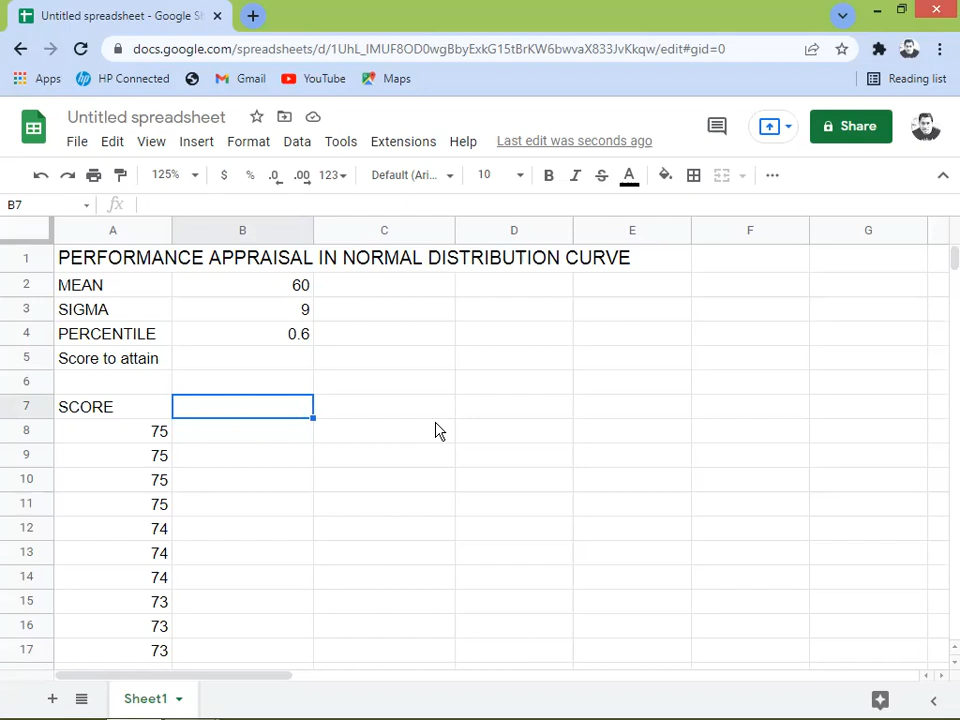 Untitled spreadsheet - Google Sh
docs.google.com/spreadsheets/d/1UhL_IMUF8OD0wgBbyExkG15tBrKW6bwvaX833JvKkqw/edit#gid=0
Apps HP Connected Gmail YouTube Maps Reading list
Untitled spreadsheet
File Edit View Insert Format Data Tools Extensions Help Last edit was seconds ago
Share
125% $ % .0 .00 123 Default (Ari... 10 B I S A
B7 fx
A B C D E F G
1 PERFORMANCE APPRAISAL IN NORMAL DISTRIBUTION CURVE
2 MEAN 60
3 SIGMA 9
4 PERCENTILE 0.6
5 Score to attain
6
7 SCORE
8 75
9 75
10 75
11 75
12 74
13 74
14 74
15 73
16 73
17 73
Sheet1